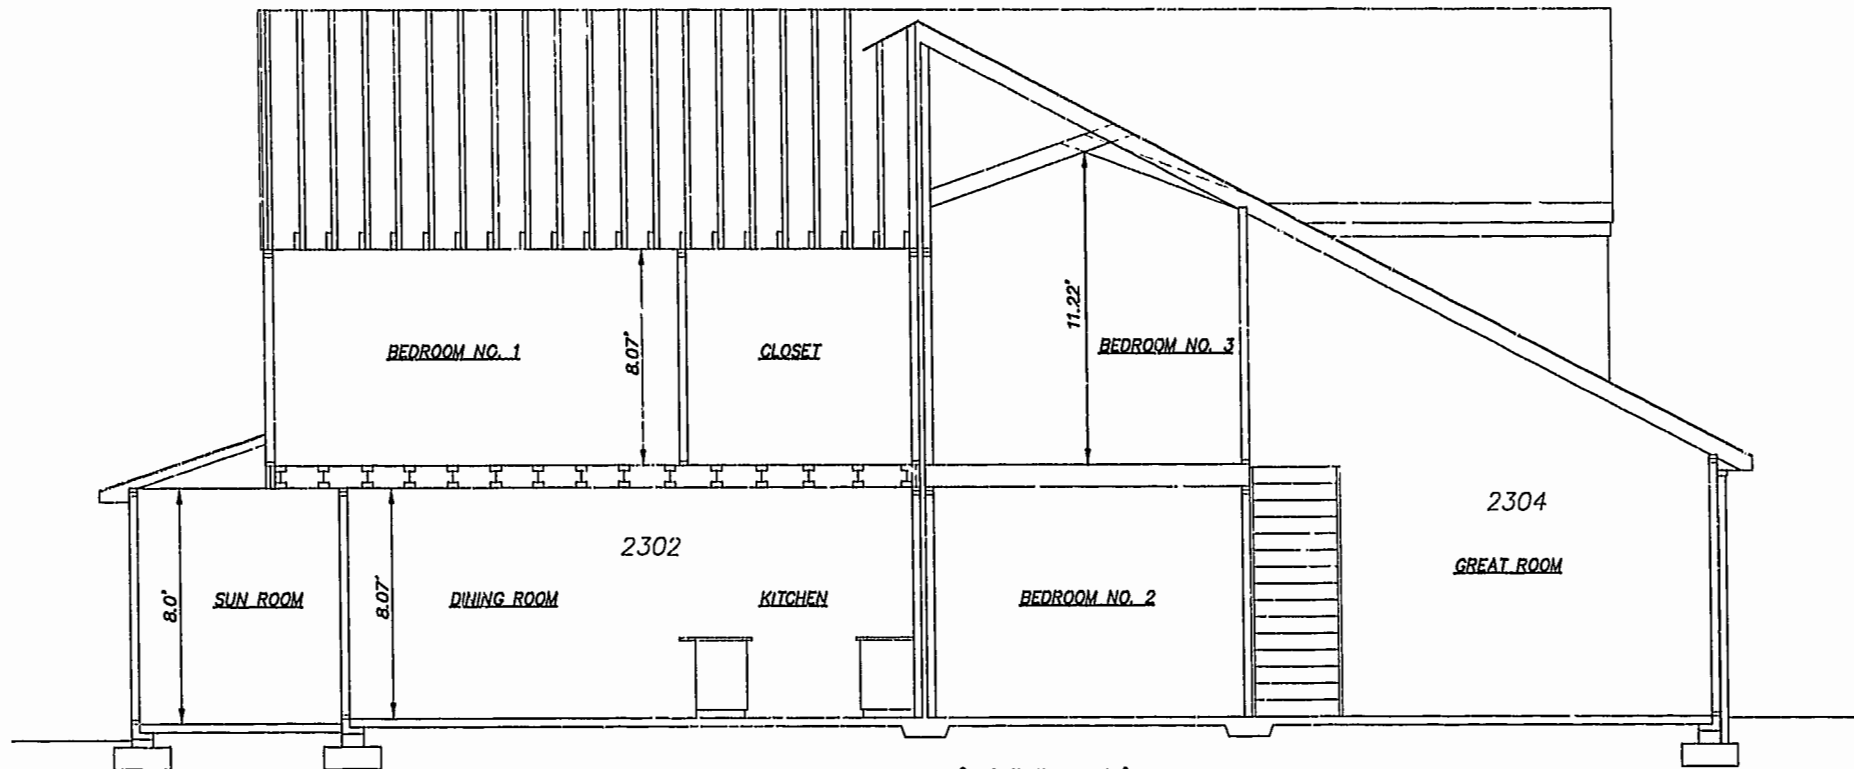 11.22'
8.07'
BEDROOM NO. 1
CLOSET
BEDROOM NO. 3
2304
2302
GREAT ROOM
8.0'
SUN ROOM
8.07'
DINING ROOM
KITCHEN
BEDROOM NO. 2